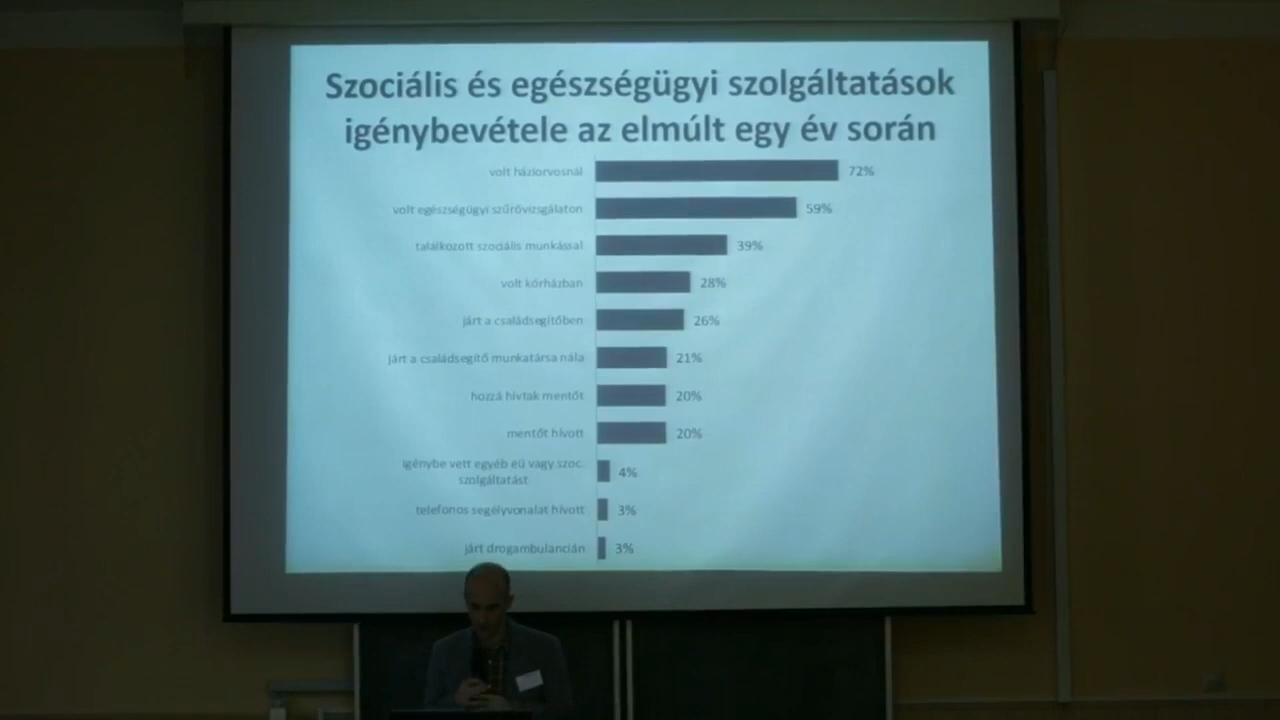 Szociális és egészségügyi szolgáltatások
igénybevétele az elmúlt egy év során
volt háziorvosnál 72%
volt egészségügyi szűrővizsgálaton 59%
találkozott szociális munkással 39%
volt kórházban 28%
járt a családsegítőben 26%
járt a családsegítő munkatársa nála 21%
hozzá hívtak mentőt 20%
mentőt hívott 20%
igénybe vett egyéb eü vagy szoc.
szolgáltatást 4%
telefonos segélyvonalat hívott 3%
járt drogambulancián 3%